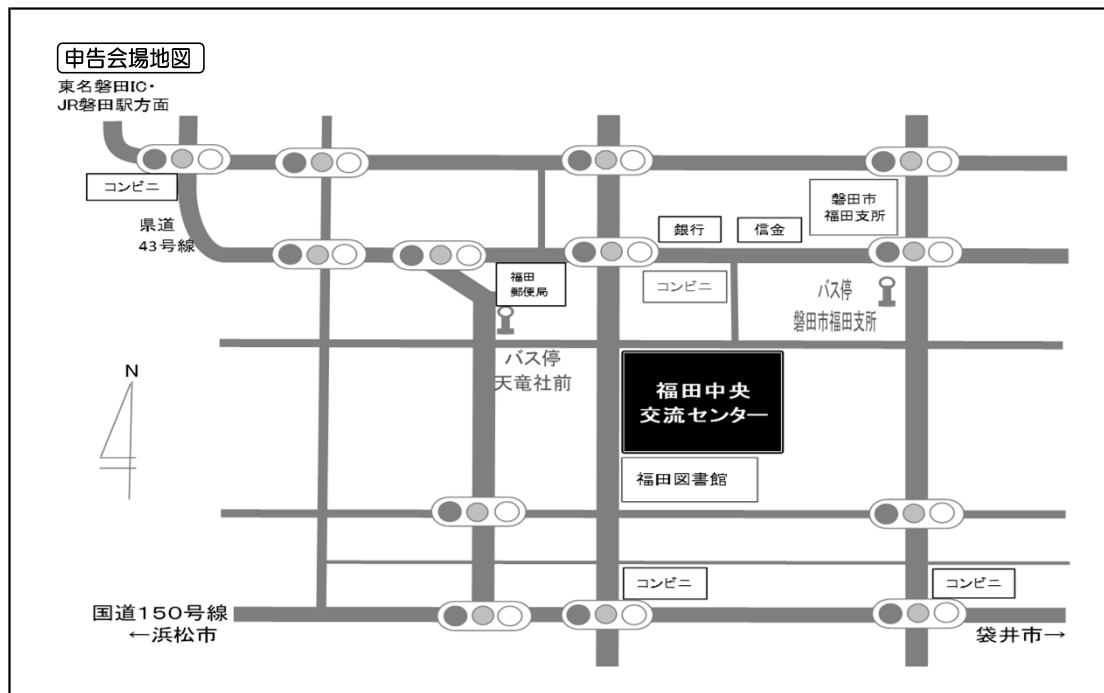 申告会場地図
東名磐田IC・
JR磐田駅方面
コンビニ
県道
43号線
磐田市
福田支所
銀行
信金
福田
郵便局
コンビニ
バス停
磐田市福田支所
バス停
天竜社前
N
福田中央
交流センター
福田図書館
コンビニ
コンビニ
国道150号線
←浜松市
袋井市→